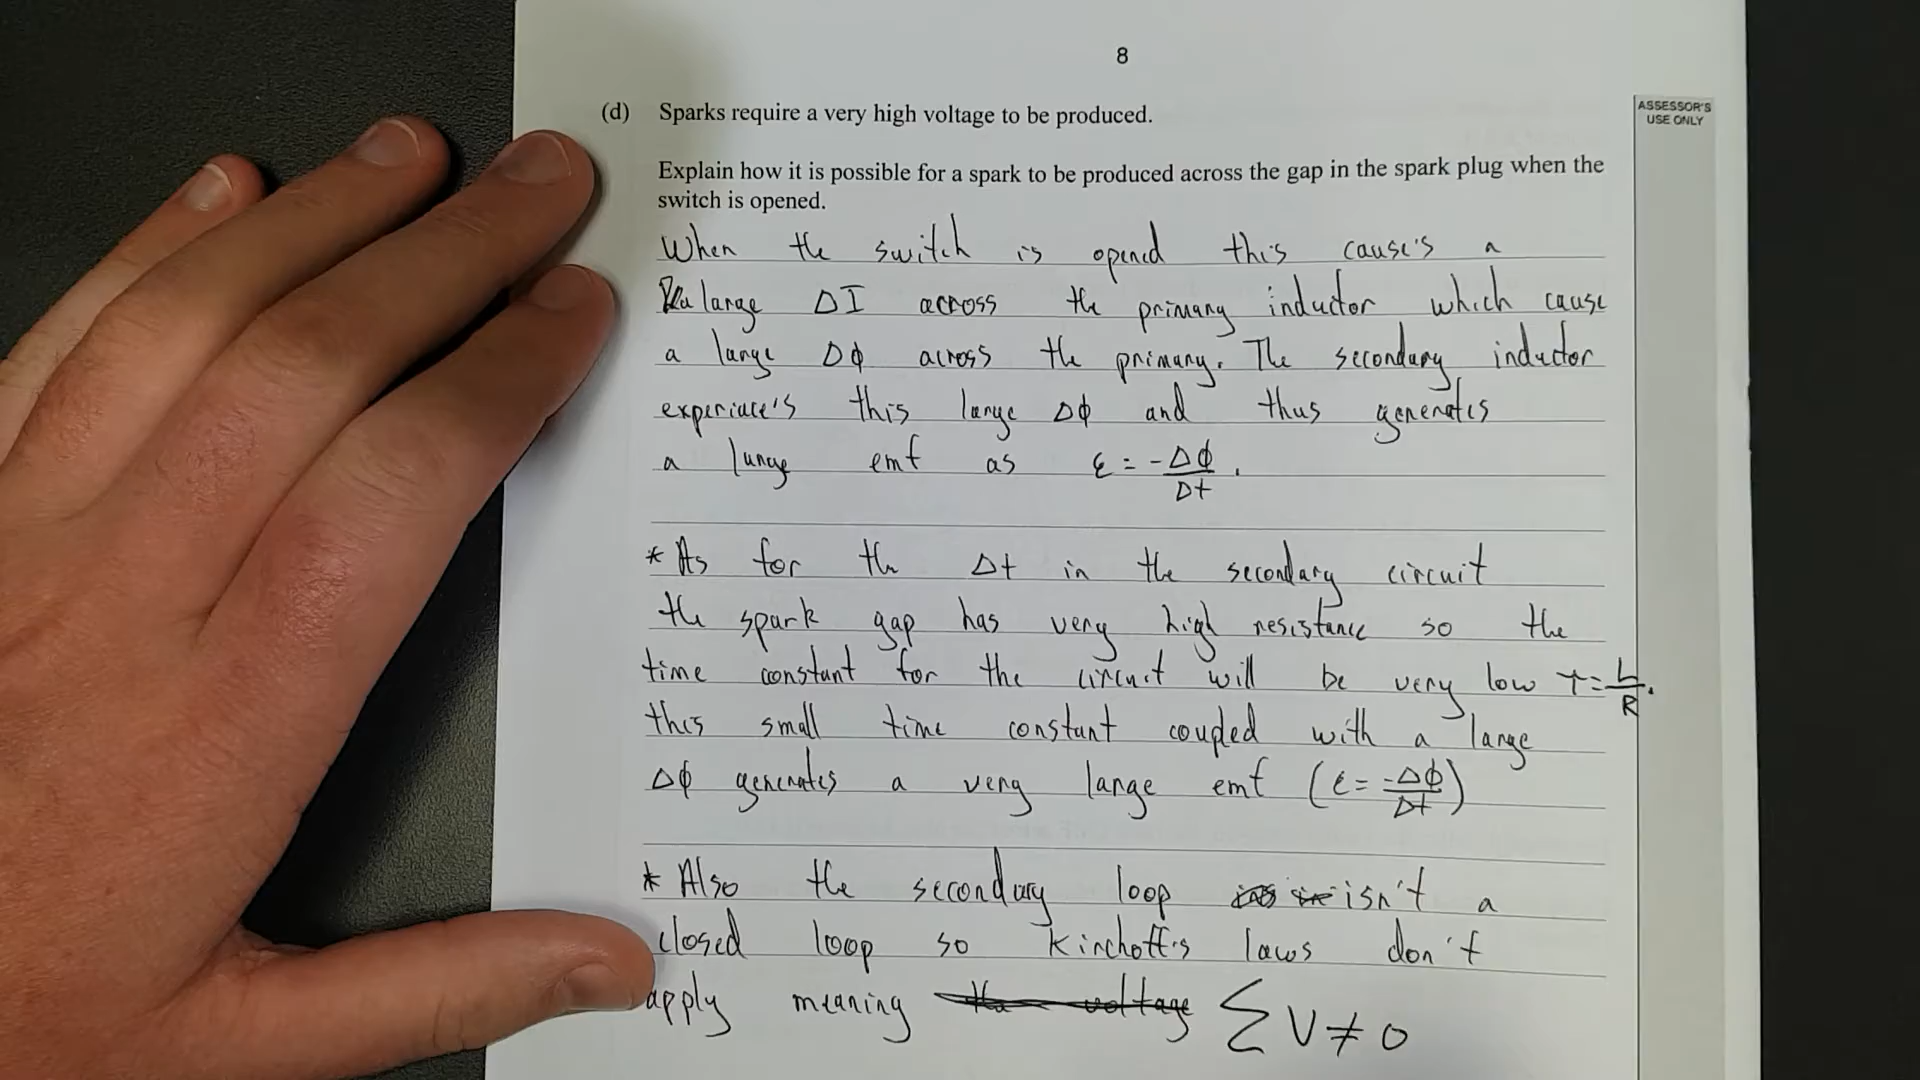 8
ASSESSOR'S
USE ONLY
(d) Sparks require a very high voltage to be produced.
Explain how it is possible for a spark to be produced across the gap in the spark plug when the
switch is opened.
When the switch is opened this cause's a
large ΔI across the primary inductor which cause
a large Δϕ across the primary. The secondary inductor
experiace's this large Δϕ and thus generates
a large emf as ε = -Δϕ/Δt.
* As for the Δt in the secondary circuit
the spark gap has very high resistance so the
time constant for the circuit will be very low τ = L/R.
this small time constant coupled with a large
Δϕ generates a very large emf (ε = -Δϕ/Δt)
* Also the secondary loop isn't a
closed loop so Kirchoff's laws don't
apply meaning the voltage ∑V ≠ 0